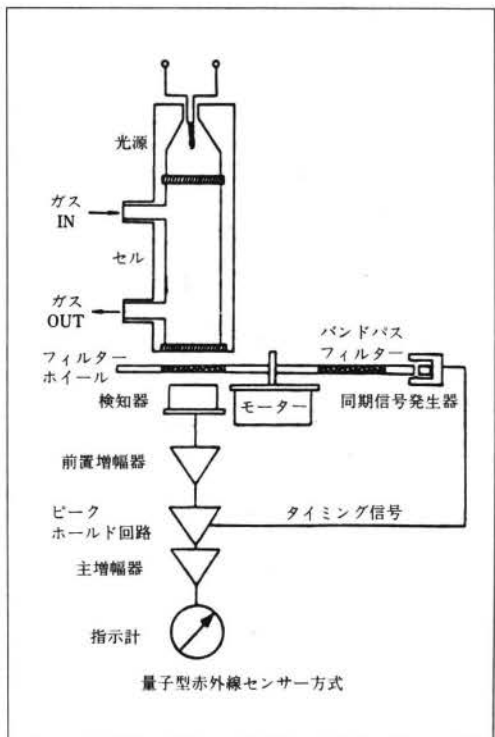 光源
ガス
IN
セル
ガス
OUT
フィルター
ホイール
バンドパス
フィルター
検知器
モーター
同期信号発生器
前置増幅器
ピーク
ホールド回路
タイミング信号
主増幅器
指示計
量子型赤外線センサー方式